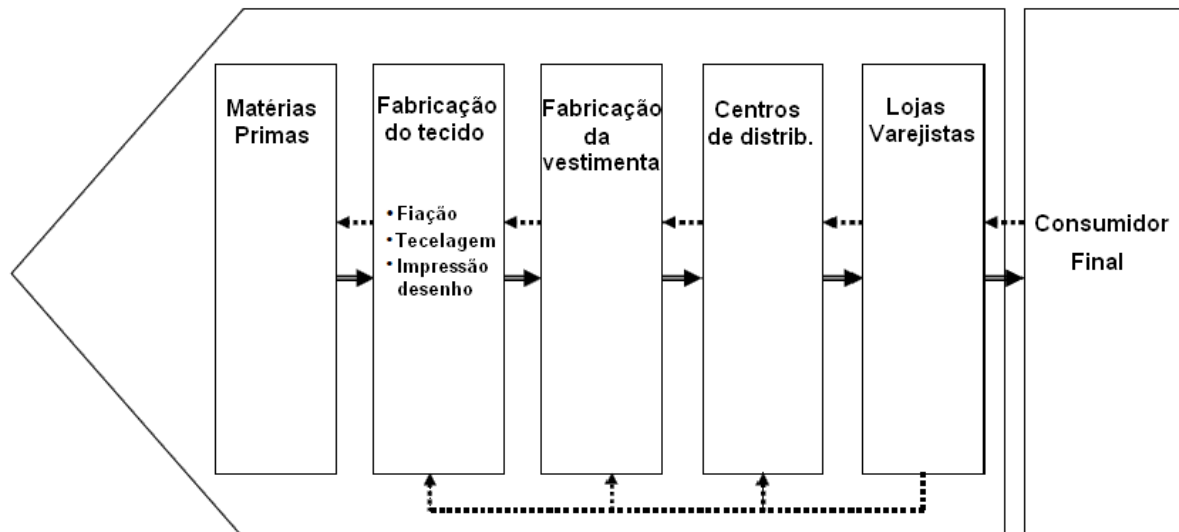 Matérias
Primas
Fabricação
do tecido
• Fiação
• Tecelagem
• Impressão
desenho
Fabricação
da
vestimenta
Centros
de distrib.
Lojas
Varejistas
Consumidor
Final